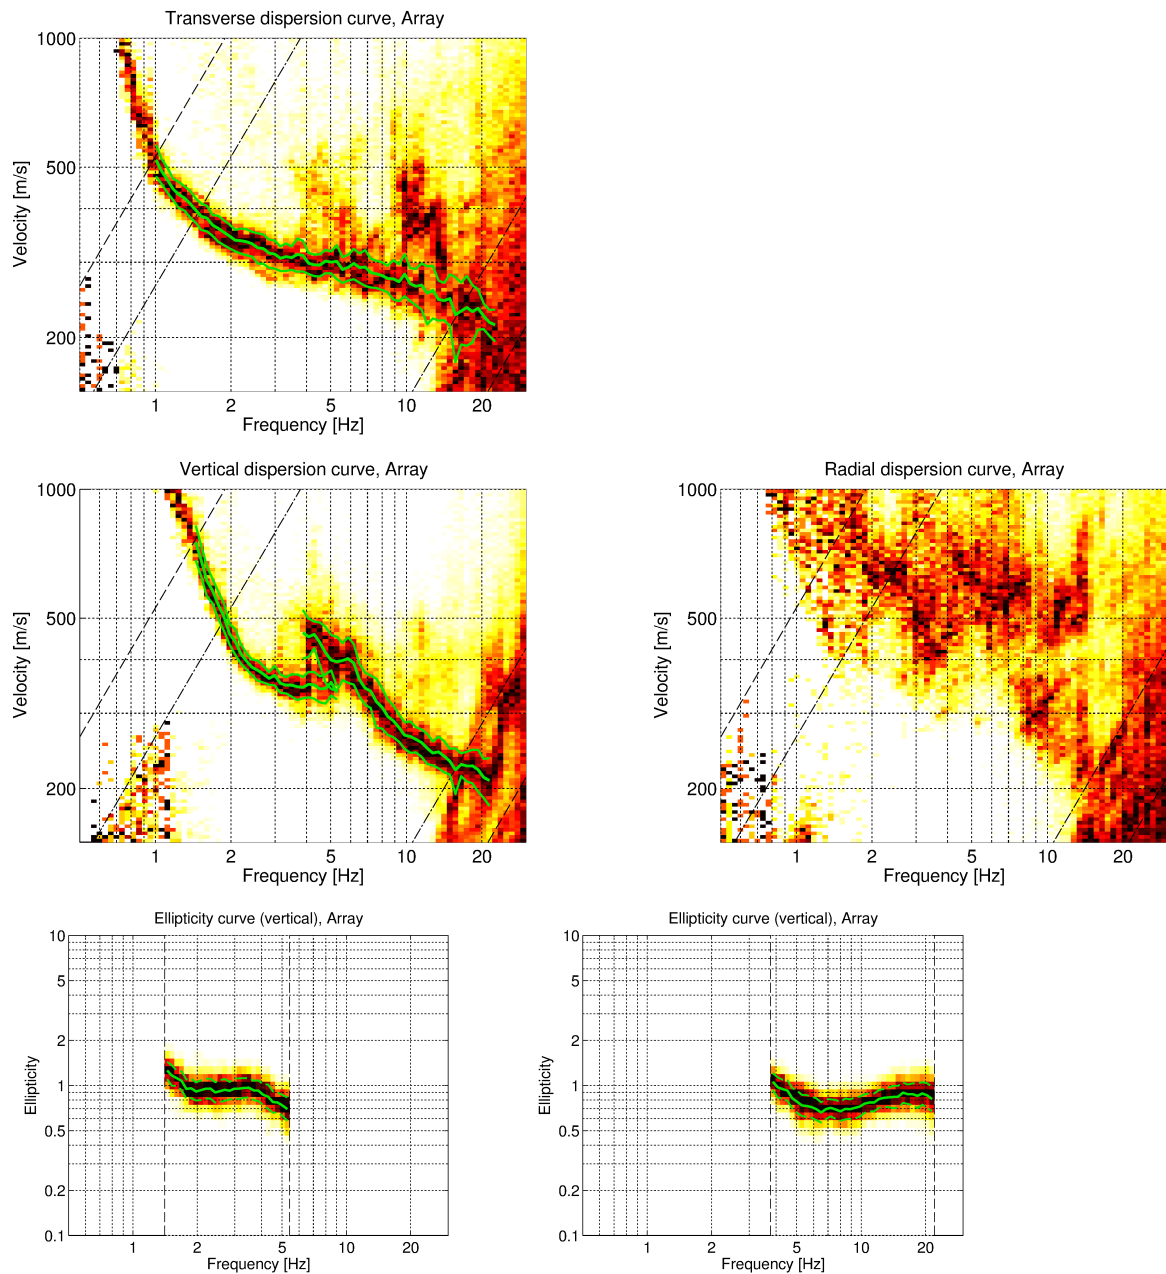 Transverse dispersion curve, Array
1000
500
200
Velocity [m/s]
1 2 5 10 20
Frequency [Hz]
Vertical dispersion curve, Array
1000
500
200
Velocity [m/s]
1 2 5 10 20
Frequency [Hz]
Radial dispersion curve, Array
1000
500
200
Velocity [m/s]
1 2 5 10 20
Frequency [Hz]
Ellipticity curve (vertical), Array
10
5
2
1
0.5
0.2
0.1
Ellipticity
1 2 5 10 20
Frequency [Hz]
Ellipticity curve (vertical), Array
10
5
2
1
0.5
0.2
0.1
Ellipticity
1 2 5 10 20
Frequency [Hz]